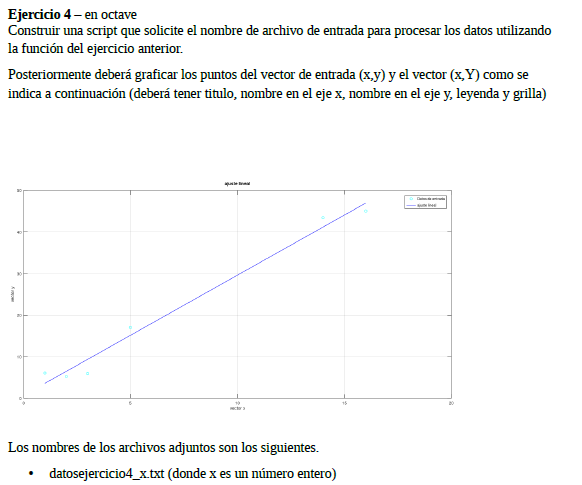 Ejercicio 4 – en octave
Construir una script que solicite el nombre de archivo de entrada para procesar los datos utilizando
la función del ejercicio anterior.
Posteriormente deberá graficar los puntos del vector de entrada (x,y) y el vector (x,Y) como se
indica a continuación (deberá tener titulo, nombre en el eje x, nombre en el eje y, leyenda y grilla)
ajuste lineal
50
Datos de entrada
ajuste lineal
40
30
vector y
20
10
0
0 5 10 15 20
vector x
Los nombres de los archivos adjuntos son los siguientes.
• datosejercicio4_x.txt (donde x es un número entero)